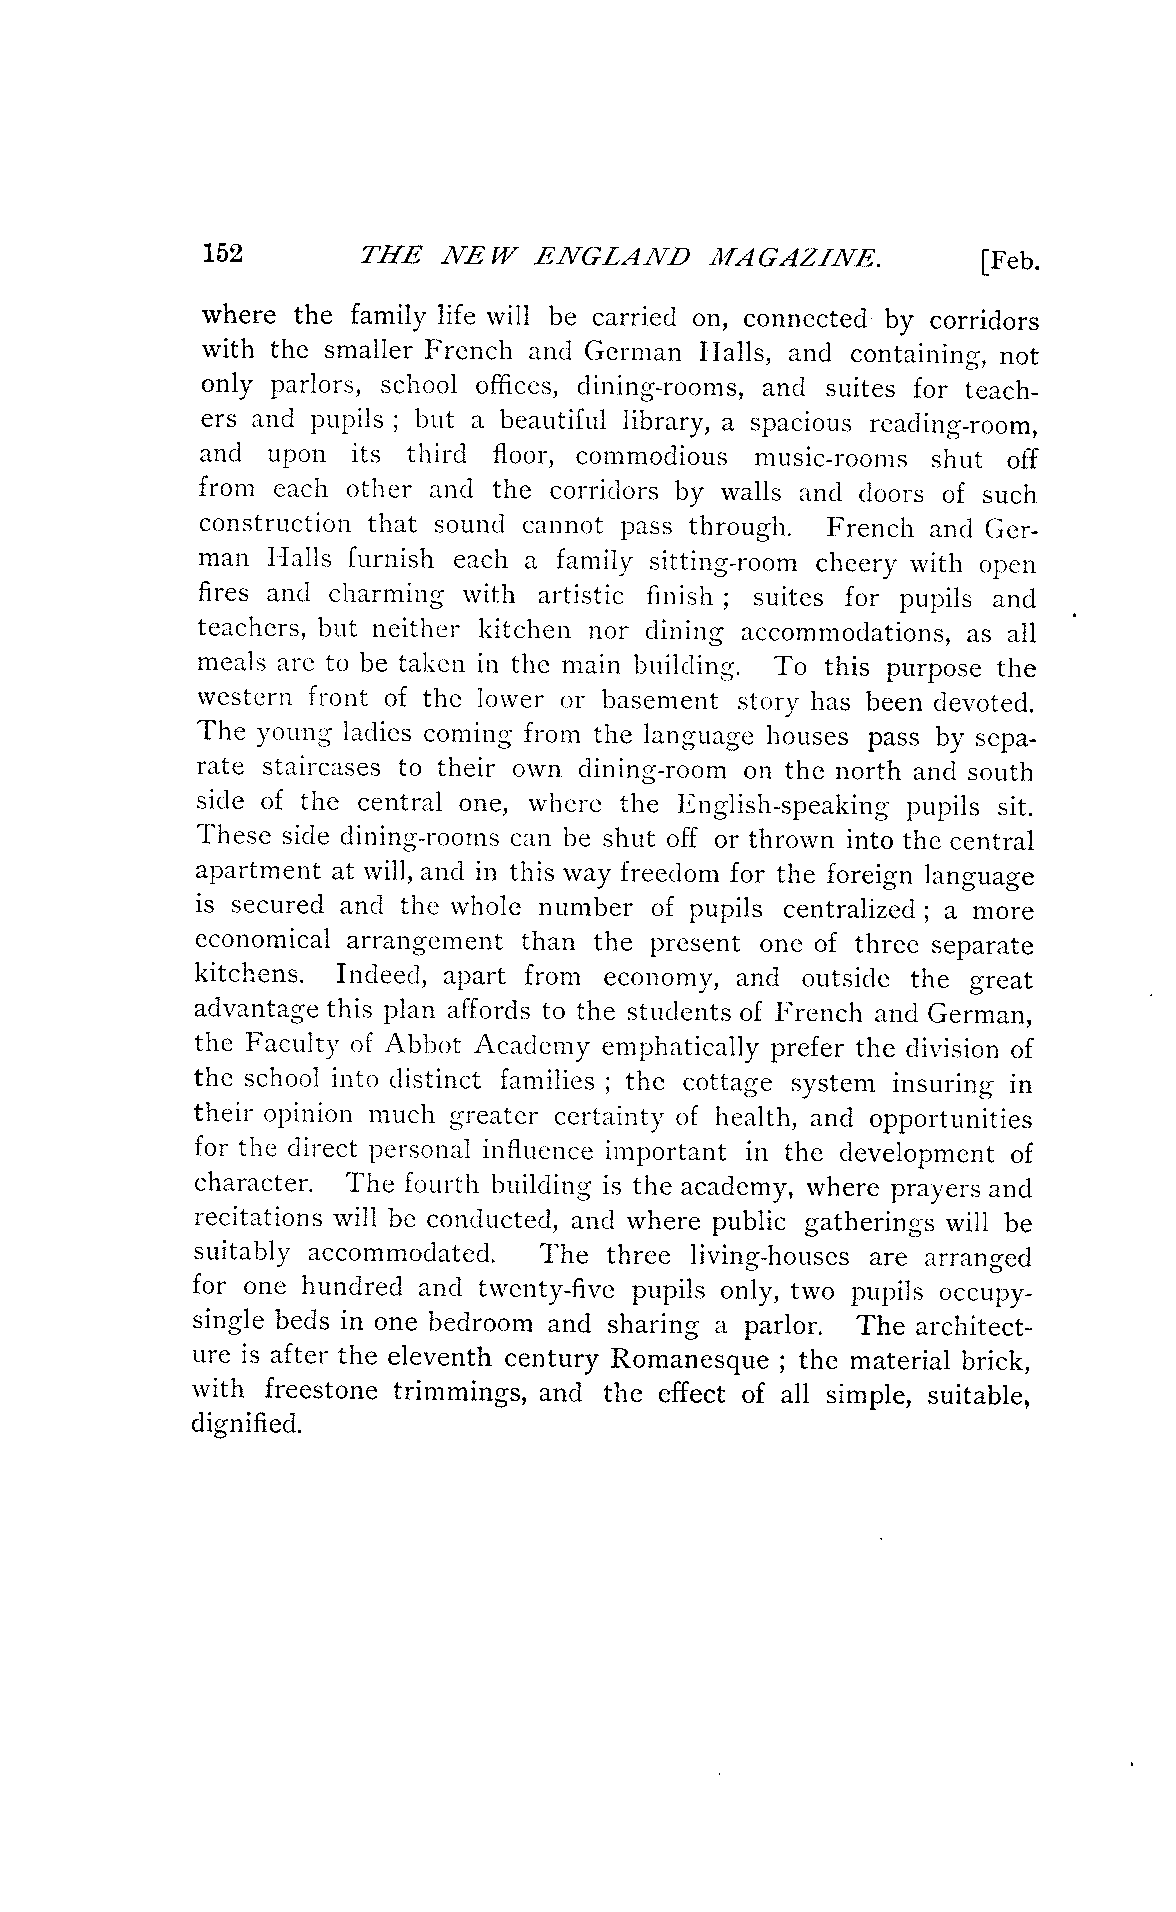 152 THE NEW ENGLAND MAGAZINE. [Feb.
where the family life will be carried on, connected by corridors
with the smaller French and German Halls, and containing, not
only parlors, school offices, dining-rooms, and suites for teach-
ers and pupils ; but a beautiful library, a spacious reading-room,
and upon its third floor, commodious music-rooms shut off
from each other and the corridors by walls and doors of such
construction that sound cannot pass through. French and Ger-
man Halls furnish each a family sitting-room cheery with open
fires and charming with artistic finish ; suites for pupils and
teachers, but neither kitchen nor dining accommodations, as all
meals are to be taken in the main building. To this purpose the
western front of the lower or basement story has been devoted.
The young ladies coming from the language houses pass by sepa-
rate staircases to their own dining-room on the north and south
side of the central one, where the English-speaking pupils sit.
These side dining-rooms can be shut off or thrown into the central
apartment at will, and in this way freedom for the foreign language
is secured and the whole number of pupils centralized ; a more
economical arrangement than the present one of three separate
kitchens. Indeed, apart from economy, and outside the great
advantage this plan affords to the students of French and German,
the Faculty of Abbot Academy emphatically prefer the division of
the school into distinct families ; the cottage system insuring in
their opinion much greater certainty of health, and opportunities
for the direct personal influence important in the development of
character. The fourth building is the academy, where prayers and
recitations will be conducted, and where public gatherings will be
suitably accommodated. The three living-houses are arranged
for one hundred and twenty-five pupils only, two pupils occupy-
single beds in one bedroom and sharing a parlor. The architect-
ure is after the eleventh century Romanesque ; the material brick,
with freestone trimmings, and the effect of all simple, suitable,
dignified.